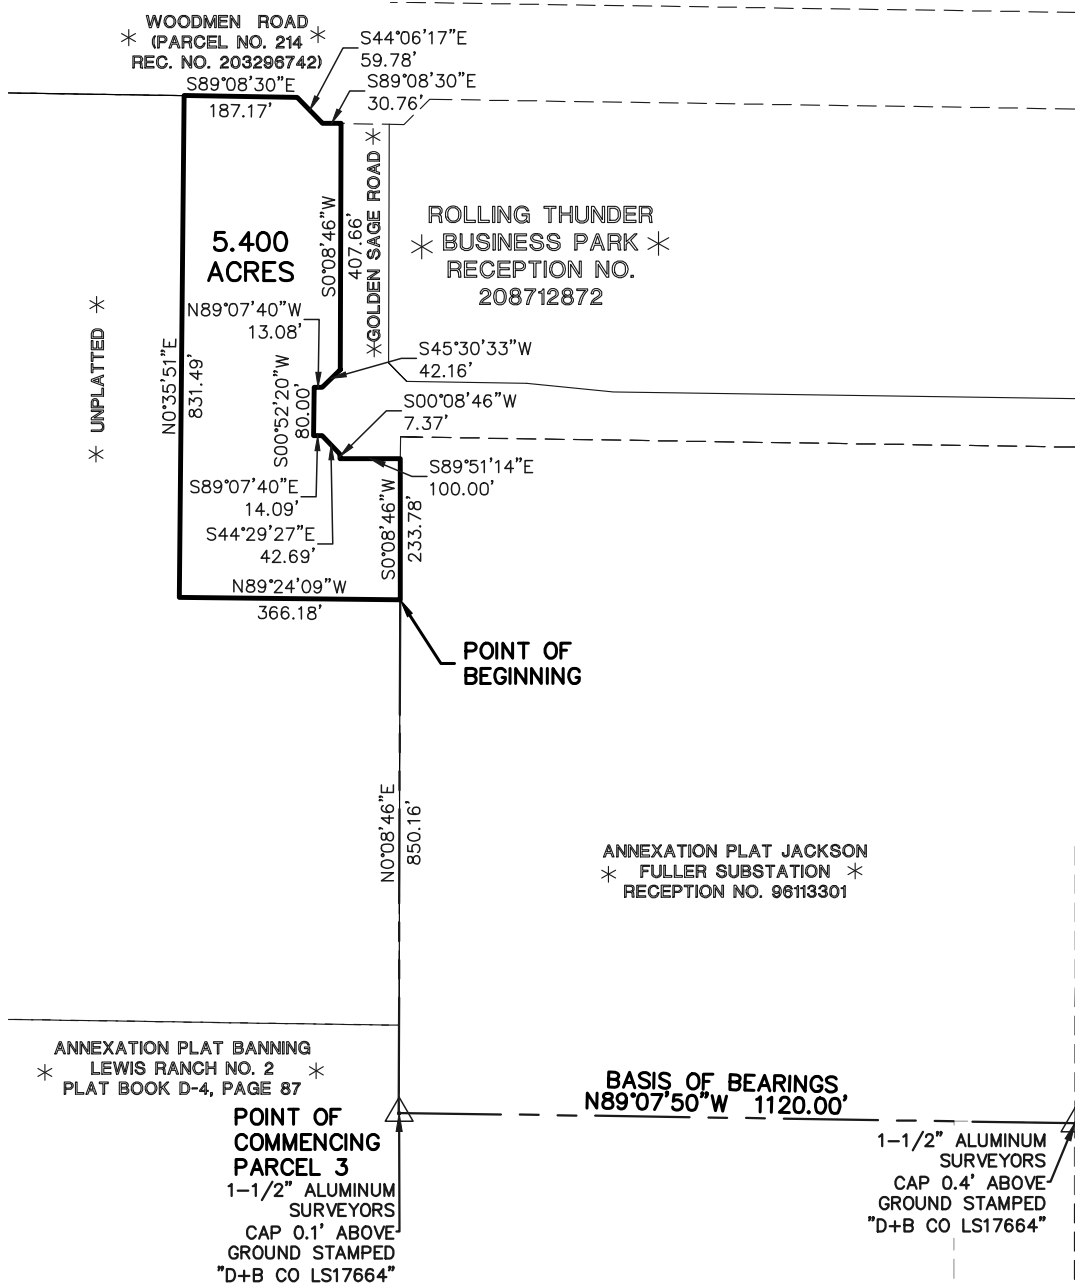 WOODMEN ROAD
(PARCEL NO. 214
REC. NO. 203296742)
S44°06'17"E
59.78'
S89°08'30"E
187.17'
S89°08'30"E
30.76'
5.400
ACRES
S0°08'46"W
407.66'
GOLDEN SAGE ROAD
ROLLING THUNDER
BUSINESS PARK
RECEPTION NO.
208712872
N89°07'40"W
13.08'
UNPLATTED
N0°35'51"E
831.49'
S45°30'33"W
42.16'
S00°52'20"W
80.00'
S00°08'46"W
7.37'
S89°51'14"E
100.00'
S89°07'40"E
14.09'
S44°29'27"E
42.69'
S0°08'46"W
233.78'
N89°24'09"W
366.18'
POINT OF
BEGINNING
N0°08'46"E
850.16'
ANNEXATION PLAT JACKSON
FULLER SUBSTATION
RECEPTION NO. 96113301
ANNEXATION PLAT BANNING
LEWIS RANCH NO. 2
PLAT BOOK D-4, PAGE 87
BASIS OF BEARINGS
N89°07'50"W 1120.00'
POINT OF
COMMENCING
PARCEL 3
1-1/2" ALUMINUM
SURVEYORS
CAP 0.1' ABOVE
GROUND STAMPED
"D+B CO LS17664"
1-1/2" ALUMINUM
SURVEYORS
CAP 0.4' ABOVE
GROUND STAMPED
"D+B CO LS17664"